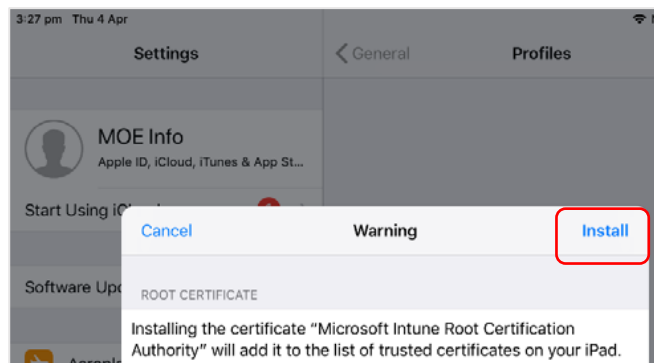 3:27 pm Thu 4 Apr
Settings
General
Profiles
MOE Info
Apple ID, iCloud, iTunes & App St...
Start Using
Cancel
Warning
Install
Software
ROOT CERTIFICATE
Installing the certificate “Microsoft Intune Root Certification
Authority” will add it to the list of trusted certificates on your iPad.